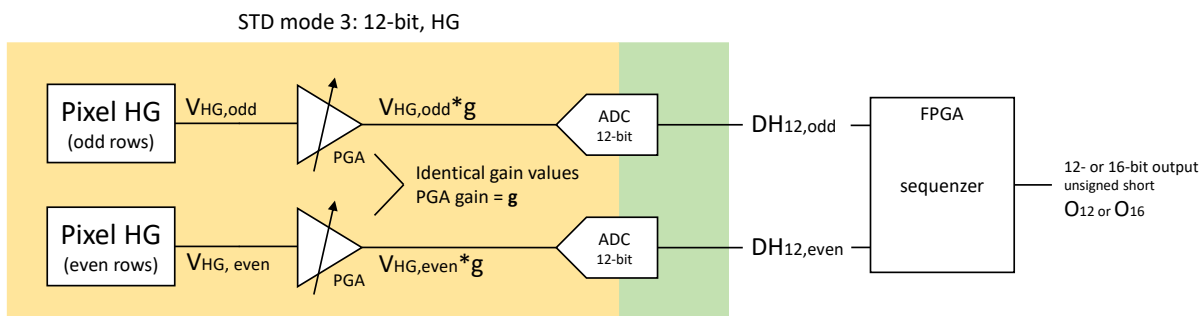 STD mode 3: 12-bit, HG
Pixel HG
(odd rows)
VHG,odd
PGA
VHG,odd*g
ADC
12-bit
DH12,odd
Identical gain values
PGA gain = g
Pixel HG
(even rows)
VHG, even
PGA
VHG,even*g
ADC
12-bit
DH12,even
FPGA
sequenzer
12- or 16-bit output
unsigned short
O12 or O16